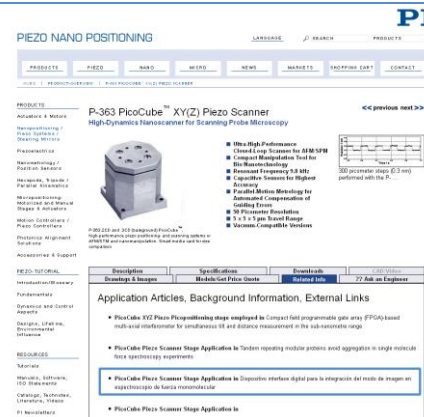 PI
PIEZO NANO POSITIONING
LANGUAGE
SEARCH
PRODUCTS
PRODUCTS
PIEZO
NANO
MICRO
NEWS
MARKETS
SHOPPING CART
CONTACT
PRODUCTS
Actuators & Motors
Nanopositioning /
Piezo Systems /
Steering Mirrors
Piezoelectrics
Nanometrology /
Position Sensors
Hexapods, Tripods /
Parallel Kinematics
Micropositioning:
Motorized and Manual
Stages & Actuators
Motion Controllers /
Piezo Controllers
Photonics Alignment
Solutions
Accessories & Support
PIEZO-TUTORIAL
Introduction/Glossary
Fundamentals
Dynamics and Control
Aspects
Designs, Lifetime,
Environmental
Influence
RESOURCES
Tutorials
Manuals, Software,
ISO Statements
Catalogs, Technotes,
Literature, Videos
PI Newsletters
P-363 PicoCube™ XY(Z) Piezo Scanner
<< previous next >>
High-Dynamics Nanoscanner for Scanning Probe Microscopy
Ultra-High-Performance
Closed-Loop Scanner for AFM/SPM
Compact Manipulation Tool for
Bio Nanotechnology
Resonant Frequency 9.8 kHz
Capacitive Sensors for Highest
Accuracy
Parallel-Motion Metrology for
Automated Compensation of
Guiding Errors
50 Picometer Resolution
5 x 5 x 5 µm Travel Range
Vacuum-Compatible Versions
300 picometer steps (0.3 nm)
performed with the P-...
Description
Specifications
Downloads
CAD Video
Drawings & Images
Models/Get Price Quote
Related Info
?? Ask an Engineer
Application Articles, Background Information, External Links
PicoCube XYZ Piezo Picopositioning stage employed in Compact field programmable gate array (FPGA)-based
multi-axial interferometer for simultaneous tilt and distance measurement in the sub-nanometre range
PicoCube Piezo Scanner Stage Application in Tandem repeating modular proteins avoid aggregation in single molecule
force spectroscopy experiments
PicoCube Piezo Scanner Stage Application in Dispositivo interfase digital para la integración del modo de imagen en
espectroscopio de fuerza monomolecular
PicoCube Piezo Scanner Stage Application in